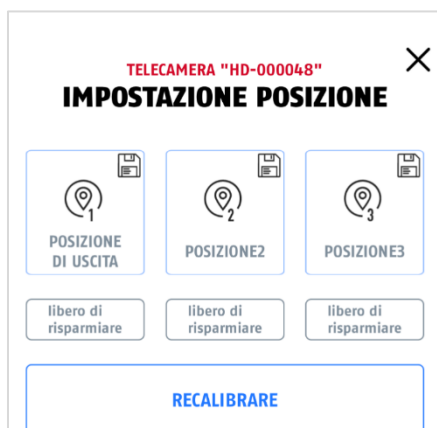 TELECAMERA "HD-000048"
IMPOSTAZIONE POSIZIONE
1
2
3
POSIZIONE
DI USCITA
POSIZIONE2
POSIZIONE3
libero di
risparmiare
libero di
risparmiare
libero di
risparmiare
RECALIBRARE